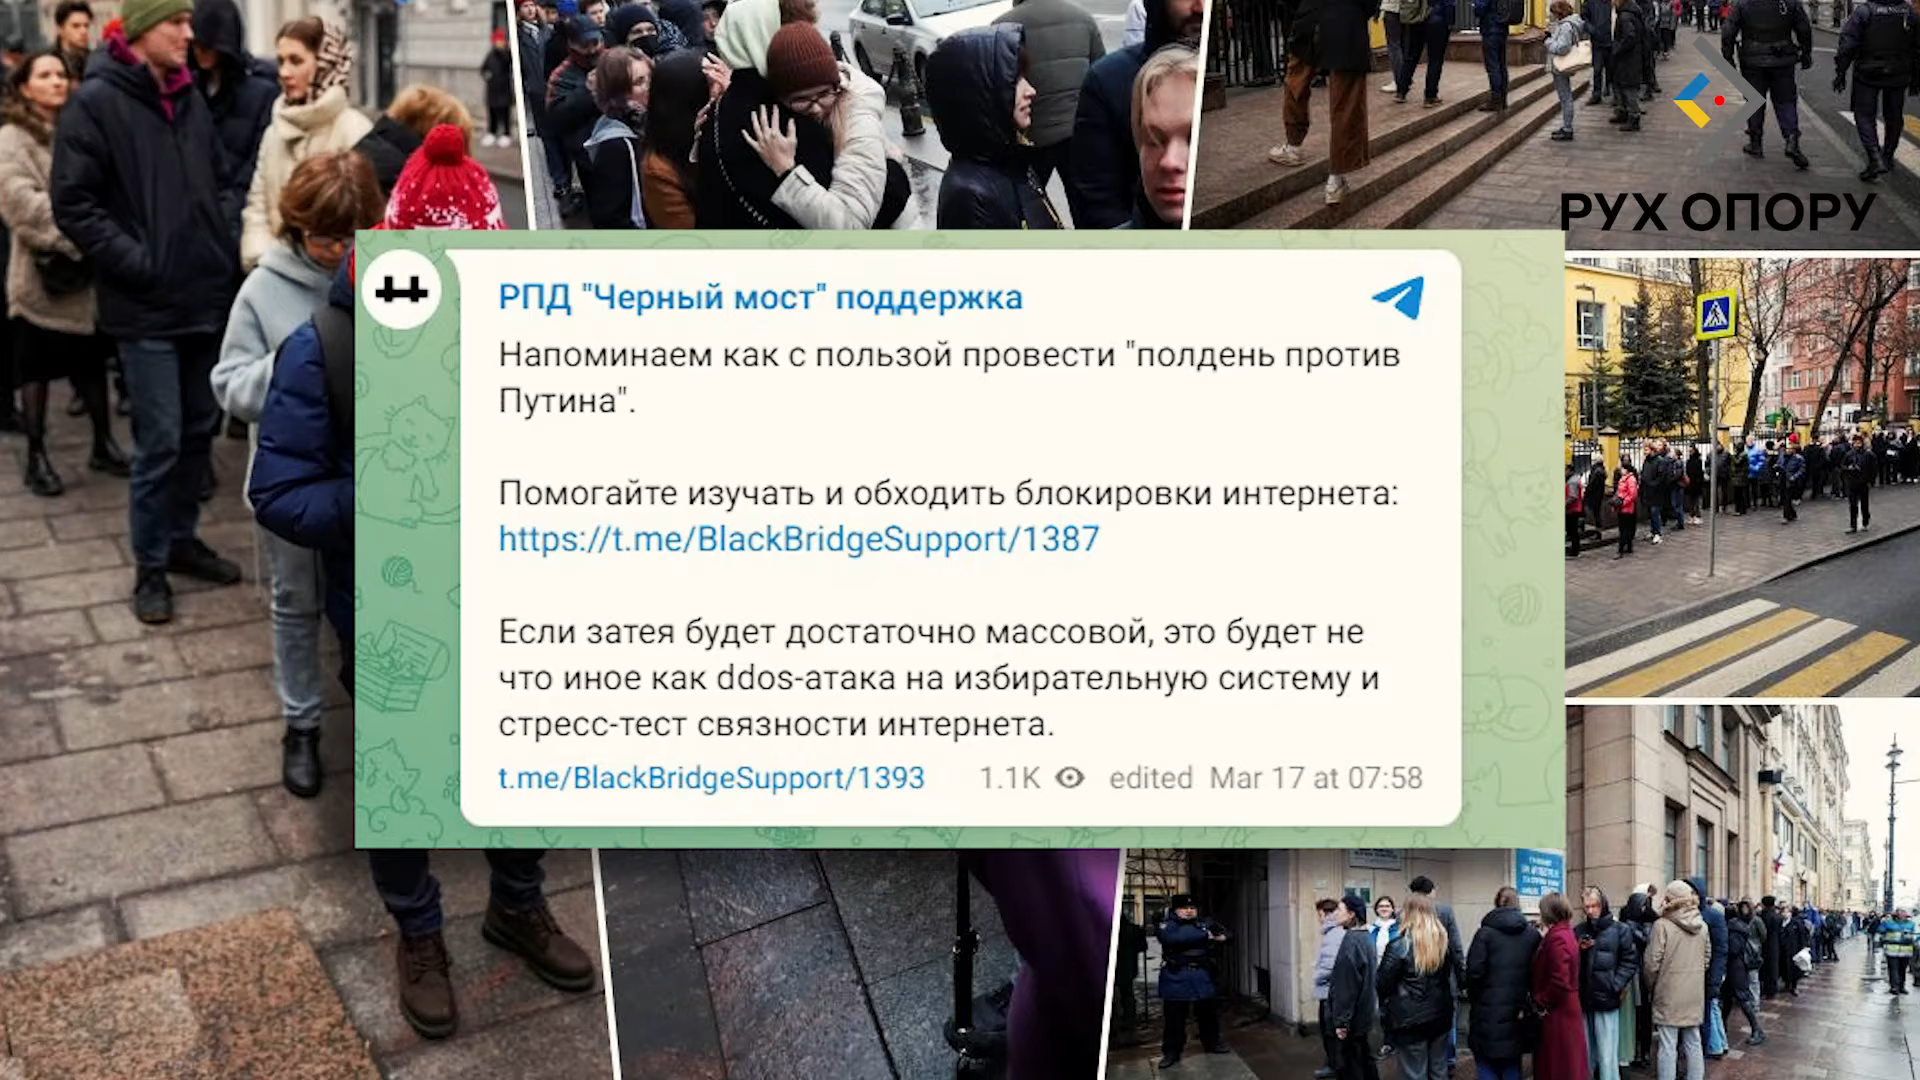 РУХ ОПОРУ
РПД "Черный мост" поддержка
Напоминаем как с пользой провести "полдень против
Путина".
Помогайте изучать и обходить блокировки интернета:
https://t.me/BlackBridgeSupport/1387
Если затея будет достаточно массовой, это будет не
что иное как ddos-атака на избирательную систему и
стресс-тест связности интернета.
t.me/BlackBridgeSupport/1393 1.1K edited Mar 17 at 07:58